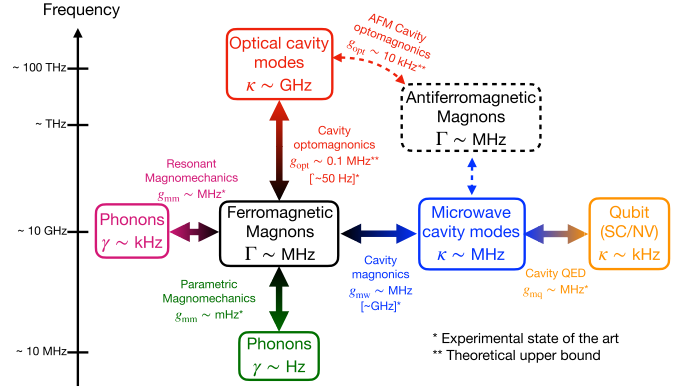 Frequency
~ 100 THz
~ THz
~ 10 GHz
~ 10 MHz
Optical cavity
modes
κ ∼ GHz
AFM Cavity
optomagnonics
g_opt ∼ 10 kHz**
Antiferromagnetic
Magnons
Γ ∼ MHz
Cavity
optomagnonics
g_opt ∼ 0.1 MHz**
[~50 Hz]*
Resonant
Magnomechanics
g_mm ∼ MHz*
Phonons
γ ∼ kHz
Ferromagnetic
Magnons
Γ ∼ MHz
Microwave
cavity modes
κ ∼ MHz
Qubit
(SC/NV)
κ ∼ kHz
Cavity
magnonics
g_mw ∼ MHz
[~GHz]*
Cavity QED
g_mq ∼ MHz*
Parametric
Magnomechanics
g_mm ∼ mHz*
Phonons
γ ∼ Hz
* Experimental state of the art
** Theoretical upper bound